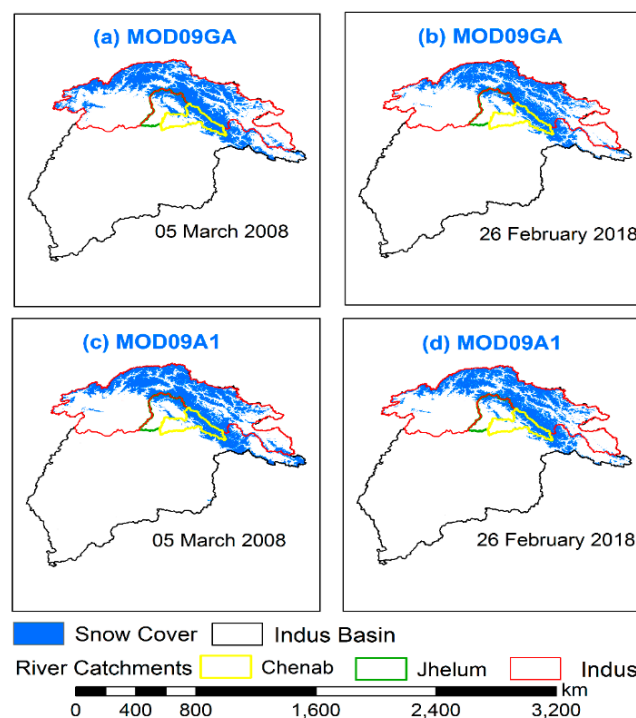 (a) MOD09GA
(b) MOD09GA
05 March 2008
26 February 2018
(c) MOD09A1
(d) MOD09A1
05 March 2008
26 February 2018
Snow Cover Indus Basin
River Catchments Chenab Jhelum Indus
km
0 400 800 1,600 2,400 3,200